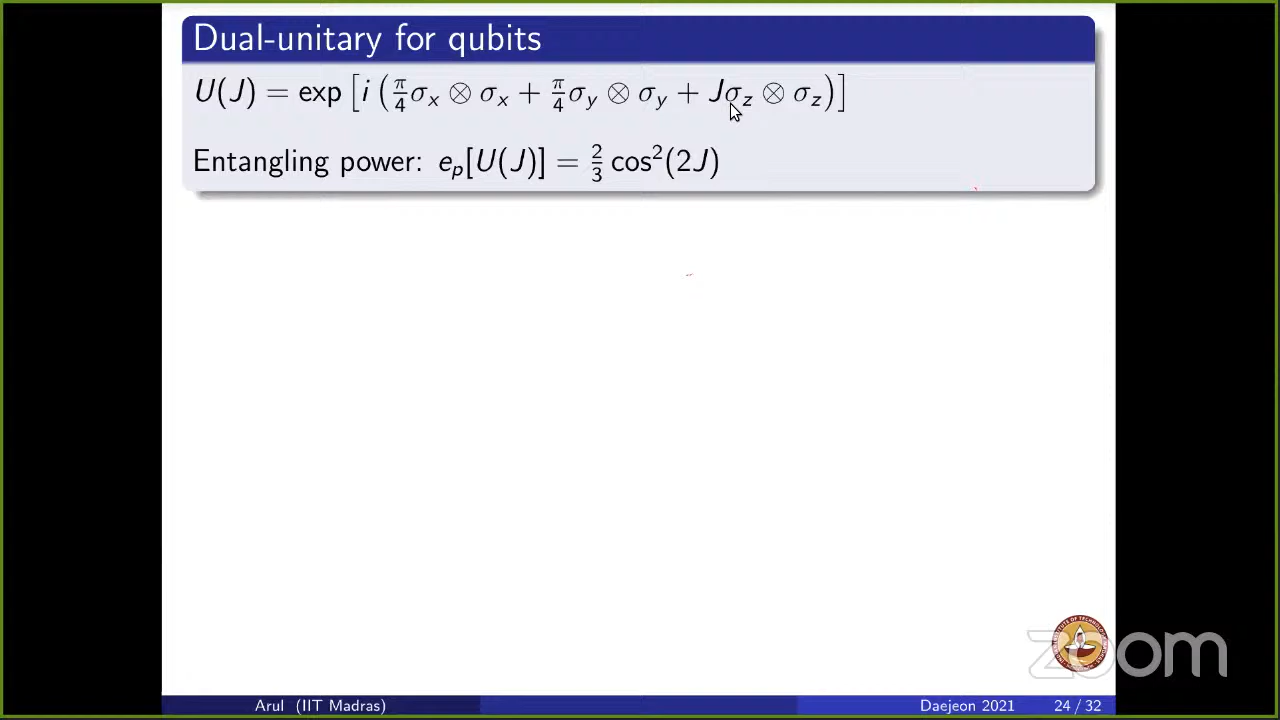 Dual-unitary for qubits
U(J) = exp [i (π/4 σ_x ⊗ σ_x + π/4 σ_y ⊗ σ_y + Jσ_z ⊗ σ_z)]
Entangling power: e_p[U(J)] = 2/3 cos²(2J)
zoom
Arul (IIT Madras) Daejeon 2021 24 / 32